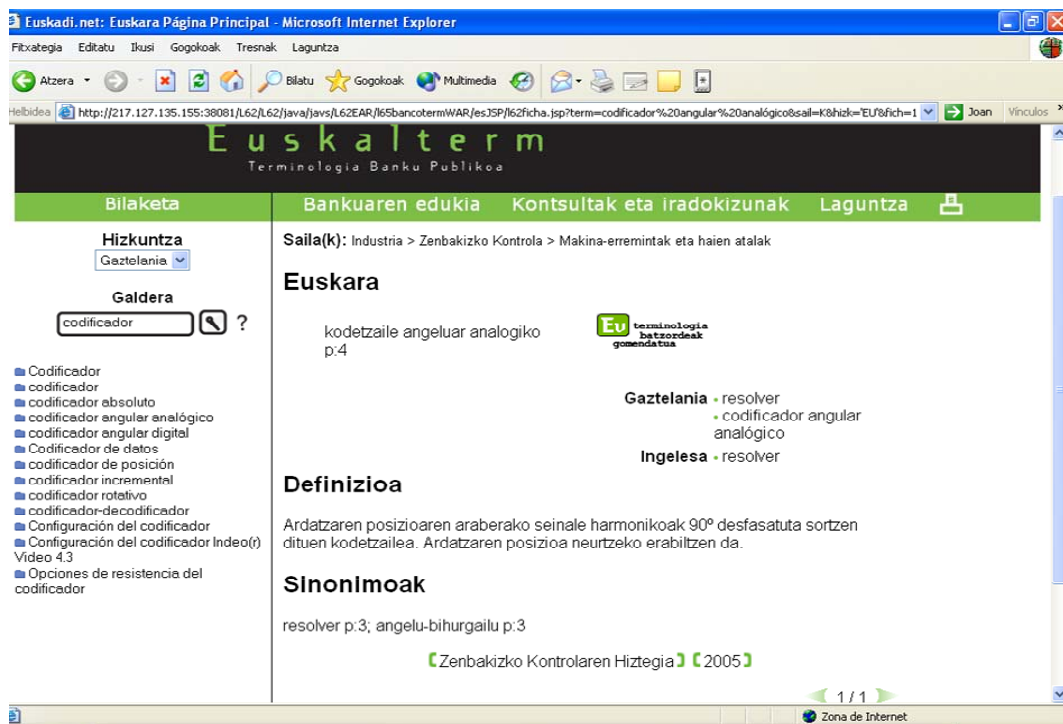 Euskadi.net: Euskara Página Principal - Microsoft Internet Explorer
Fitxategia Editatu Ikusi Gogokoak Tresnak Laguntza
Atzera Bilatu Gogokoak Multimedia
Helbidea http://217.127.135.155:38081/L62/L62/java/javs/L62EAR/l65bancotermWAR/esJSP/l62ficha.jsp?term=codificador%20angular%20analógico&sail=K&hizk='EU'&fich=1 Joan Vínculos
Euskalterm
Terminologia Banku Publikoa
Bilaketa Bankuaren edukia Kontsultak eta iradokizunak Laguntza
Hizkuntza
Gaztelania
Galdera
codificador ?
Codificador
codificador
codificador absoluto
codificador angular analógico
codificador angular digital
Codificador de datos
codificador de posición
codificador incremental
codificador rotativo
codificador-decodificador
Configuración del codificador
Configuración del codificador Indeo(r)
Video 4.3
Opciones de resistencia del
codificador
Saila(k): Industria > Zenbakizko Kontrola > Makina-erremintak eta haien atalak
Euskara
kodetzaile angeluar analogiko
p:4
Eu terminologia
batzordeak
gomendatua
Gaztelania • resolver
• codificador angular
analógico
Ingelesa • resolver
Definizioa
Ardatzaren posizioaren araberako seinale harmonikoak 90º desfasatuta sortzen
dituen kodetzailea. Ardatzaren posizioa neurtzeko erabiltzen da.
Sinonimoak
resolver p:3; angelu-bihurgailu p:3
[Zenbakizko Kontrolaren Hiztegia] [2005]
1 / 1
Zona de Internet